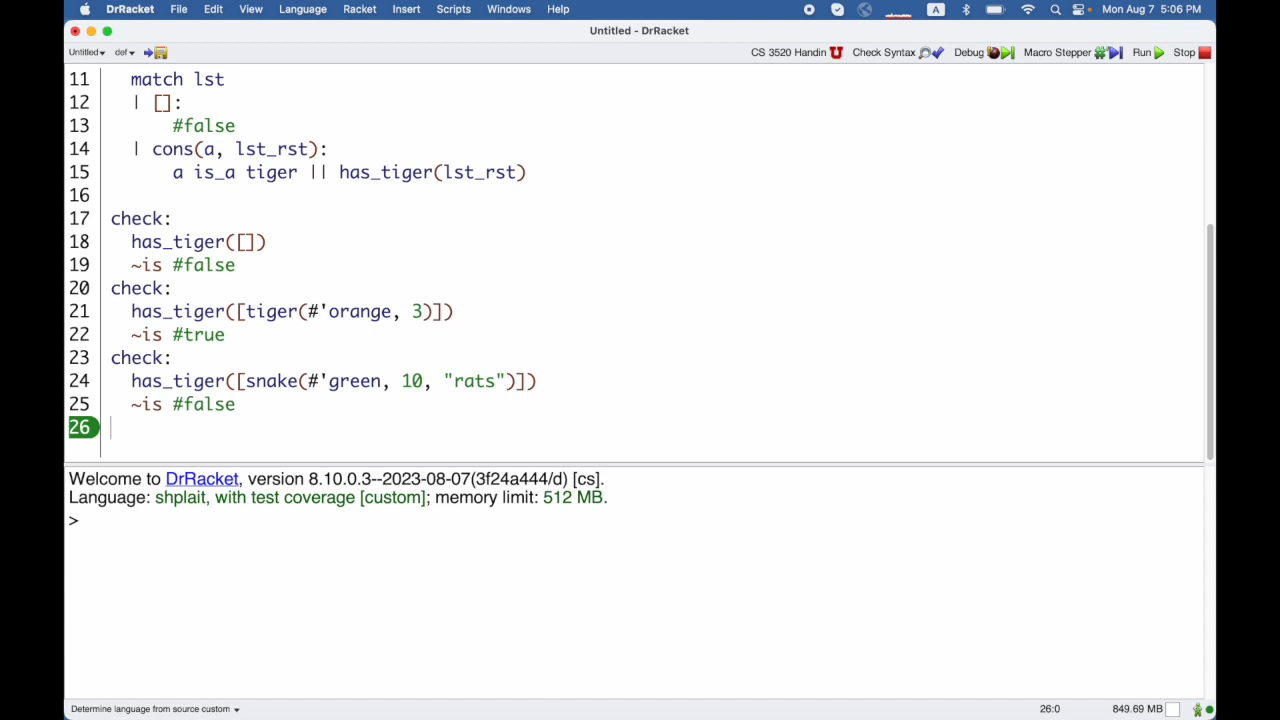 DrRacket File Edit View Language Racket Insert Scripts Windows Help A Mon Aug 7 5:06 PM
Untitled - DrRacket
Untitled def CS 3520 Handin Check Syntax Debug Macro Stepper Run Stop
11 match lst
12 | []:
13 #false
14 | cons(a, lst_rst):
15 a is_a tiger || has_tiger(lst_rst)
16
17 check:
18 has_tiger([])
19 ~is #false
20 check:
21 has_tiger([tiger(#'orange, 3)])
22 ~is #true
23 check:
24 has_tiger([snake(#'green, 10, "rats")])
25 ~is #false
26
Welcome to DrRacket, version 8.10.0.3--2023-08-07(3f24a444/d) [cs].
Language: shplait, with test coverage [custom]; memory limit: 512 MB.
>
Determine language from source custom 26:0 849.69 MB